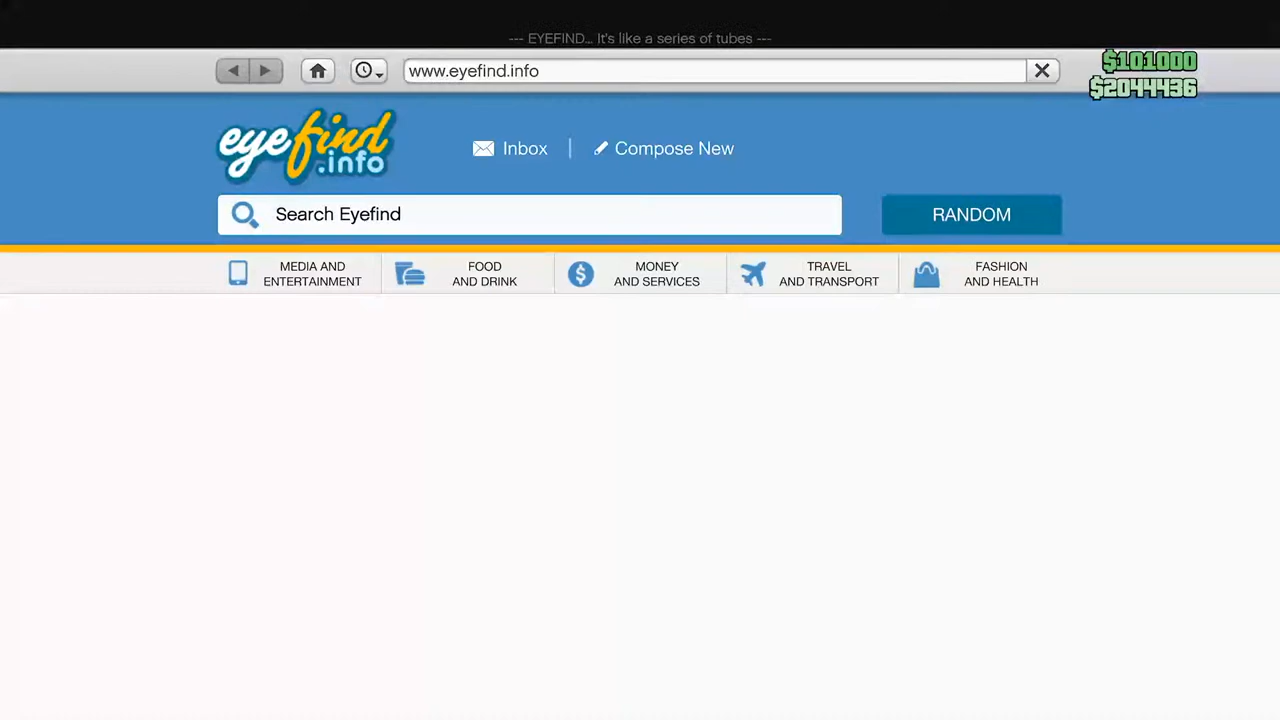 --- EYEFIND... It's like a series of tubes ---
www.eyefind.info
$101000
$2044436
eyefind
.info
Inbox
Compose New
Search Eyefind
RANDOM
MEDIA AND
ENTERTAINMENT
FOOD
AND DRINK
MONEY
AND SERVICES
TRAVEL
AND TRANSPORT
FASHION
AND HEALTH